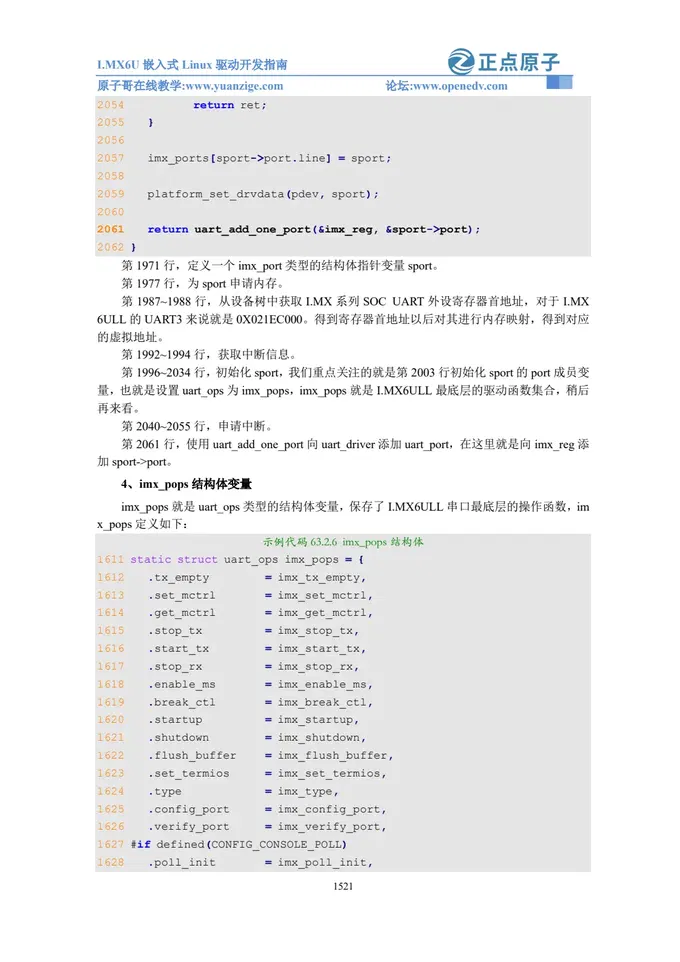 I.MX6U 嵌入式 Linux 驱动开发指南
正点原子
原子哥在线教学:www.yuanzige.com 论坛:www.openedv.com
2054 return ret;
2055 }
2056
2057 imx_ports[sport->port.line] = sport;
2058
2059 platform_set_drvdata(pdev, sport);
2060
2061 return uart_add_one_port(&imx_reg, &sport->port);
2062 }
第 1971 行，定义一个 imx_port 类型的结构体指针变量 sport。
第 1977 行，为 sport 申请内存。
第 1987~1988 行，从设备树中获取 I.MX 系列 SOC UART 外设寄存器首地址，对于 I.MX
6ULL 的 UART3 来说就是 0X021EC000。得到寄存器首地址以后对其进行内存映射，得到对应
的虚拟地址。
第 1992~1994 行，获取中断信息。
第 1996~2034 行，初始化 sport，我们重点关注的就是第 2003 行初始化 sport 的 port 成员变
量，也就是设置 uart_ops 为 imx_pops，imx_pops 就是 I.MX6ULL 最底层的驱动函数集合，稍后
再来看。
第 2040~2055 行，申请中断。
第 2061 行，使用 uart_add_one_port 向 uart_driver 添加 uart_port，在这里就是向 imx_reg 添
加 sport->port。
4、imx_pops 结构体变量
imx_pops 就是 uart_ops 类型的结构体变量，保存了 I.MX6ULL 串口最底层的操作函数，im
x_pops 定义如下：
示例代码 63.2.6 imx_pops 结构体
1611 static struct uart_ops imx_pops = {
1612 .tx_empty = imx_tx_empty,
1613 .set_mctrl = imx_set_mctrl,
1614 .get_mctrl = imx_get_mctrl,
1615 .stop_tx = imx_stop_tx,
1616 .start_tx = imx_start_tx,
1617 .stop_rx = imx_stop_rx,
1618 .enable_ms = imx_enable_ms,
1619 .break_ctl = imx_break_ctl,
1620 .startup = imx_startup,
1621 .shutdown = imx_shutdown,
1622 .flush_buffer = imx_flush_buffer,
1623 .set_termios = imx_set_termios,
1624 .type = imx_type,
1625 .config_port = imx_config_port,
1626 .verify_port = imx_verify_port,
1627 #if defined(CONFIG_CONSOLE_POLL)
1628 .poll_init = imx_poll_init,
1521